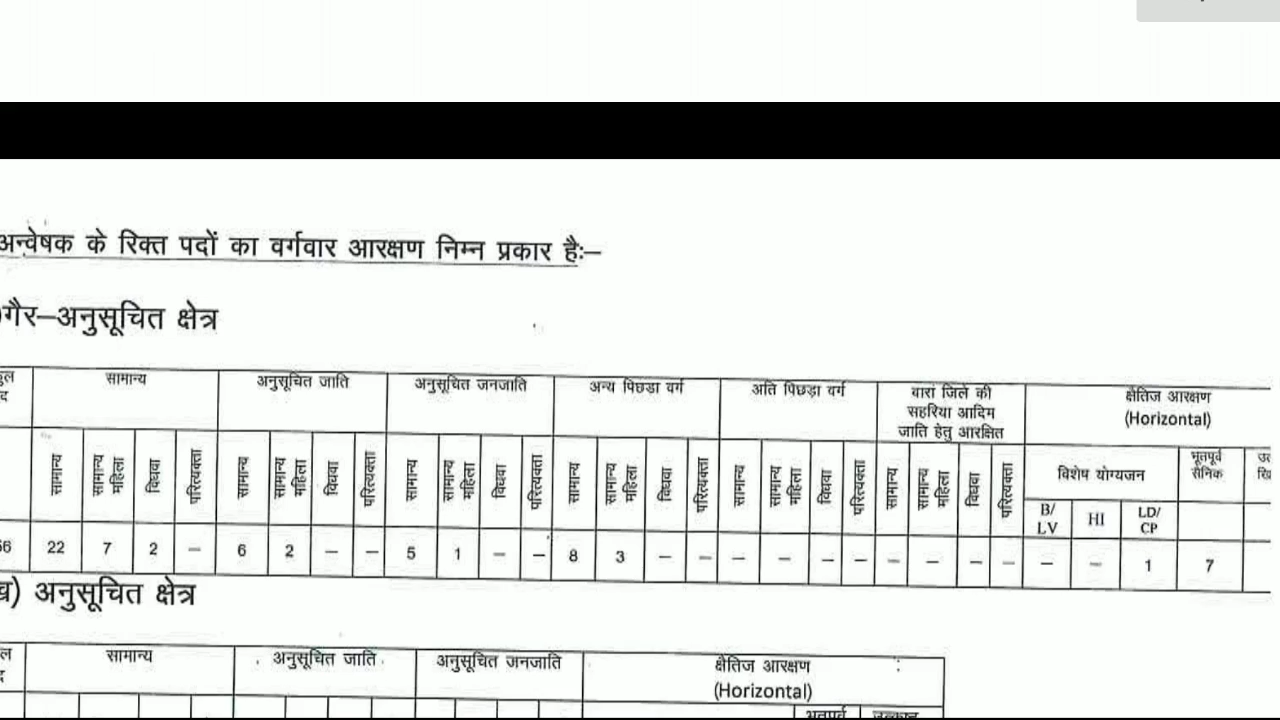 अन्वेषक के रिक्त पदों का वर्गवार आरक्षण निम्न प्रकार है:–
गैर–अनुसूचित क्षेत्र
सामान्य अनुसूचित जाति अनुसूचित जनजाति अन्य पिछड़ा वर्ग अति पिछड़ा वर्ग बारां जिले की सहरिया आदिम जाति हेतु आरक्षित क्षैतिज आरक्षण (Horizontal)
सामान्य सामान्य महिला विधवा परित्यक्ता सामान्य सामान्य महिला विधवा परित्यक्ता सामान्य सामान्य महिला विधवा परित्यक्ता सामान्य सामान्य महिला विधवा परित्यक्ता सामान्य सामान्य महिला विधवा परित्यक्ता सामान्य सामान्य महिला विधवा परित्यक्ता विशेष योग्यजन भूतपूर्व सैनिक
B/LV HI LD/CP
22 7 2 – 6 2 – – 5 1 – – 8 3 – – – – – – – – – – – – 1 7
) अनुसूचित क्षेत्र
सामान्य अनुसूचित जाति अनुसूचित जनजाति क्षैतिज आरक्षण
(Horizontal)